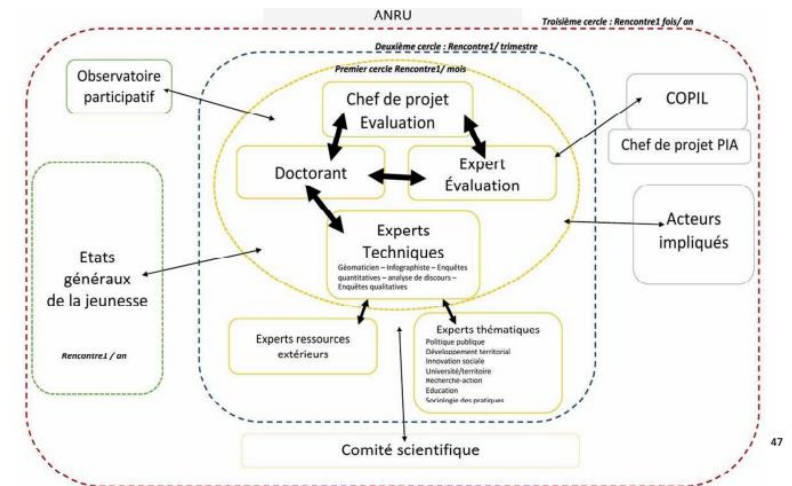 ANRU
Troisième cercle : Rencontre1 fois/ an
Deuxième cercle : Rencontre1/ trimestre
Premier cercle Rencontre1/ mois
Observatoire
participatif
Chef de projet
Evaluation
COPIL
Chef de projet PIA
Doctorant
Expert
Évaluation
Acteurs
impliqués
Etats
généraux
de la jeunesse
Rencontre1 / an
Experts
Techniques
Géomaticien – Infographiste – Enquêtes
quantitatives – analyse de discours –
Enquêtes qualitatives
Experts ressources
extérieurs
Experts thématiques
Politique publique
Développement territorial
Innovation sociale
Université/territoire
Recherche-action
Education
Sociologie des pratiques
Comité scientifique
47